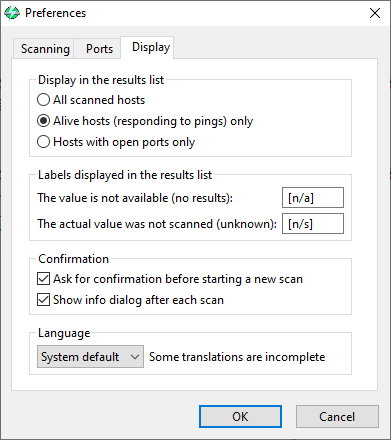 Preferences
Scanning Ports Display
Display in the results list
All scanned hosts
Alive hosts (responding to pings) only
Hosts with open ports only
Labels displayed in the results list
The value is not available (no results): [n/a]
The actual value was not scanned (unknown): [n/s]
Confirmation
Ask for confirmation before starting a new scan
Show info dialog after each scan
Language
System default Some translations are incomplete
OK Cancel